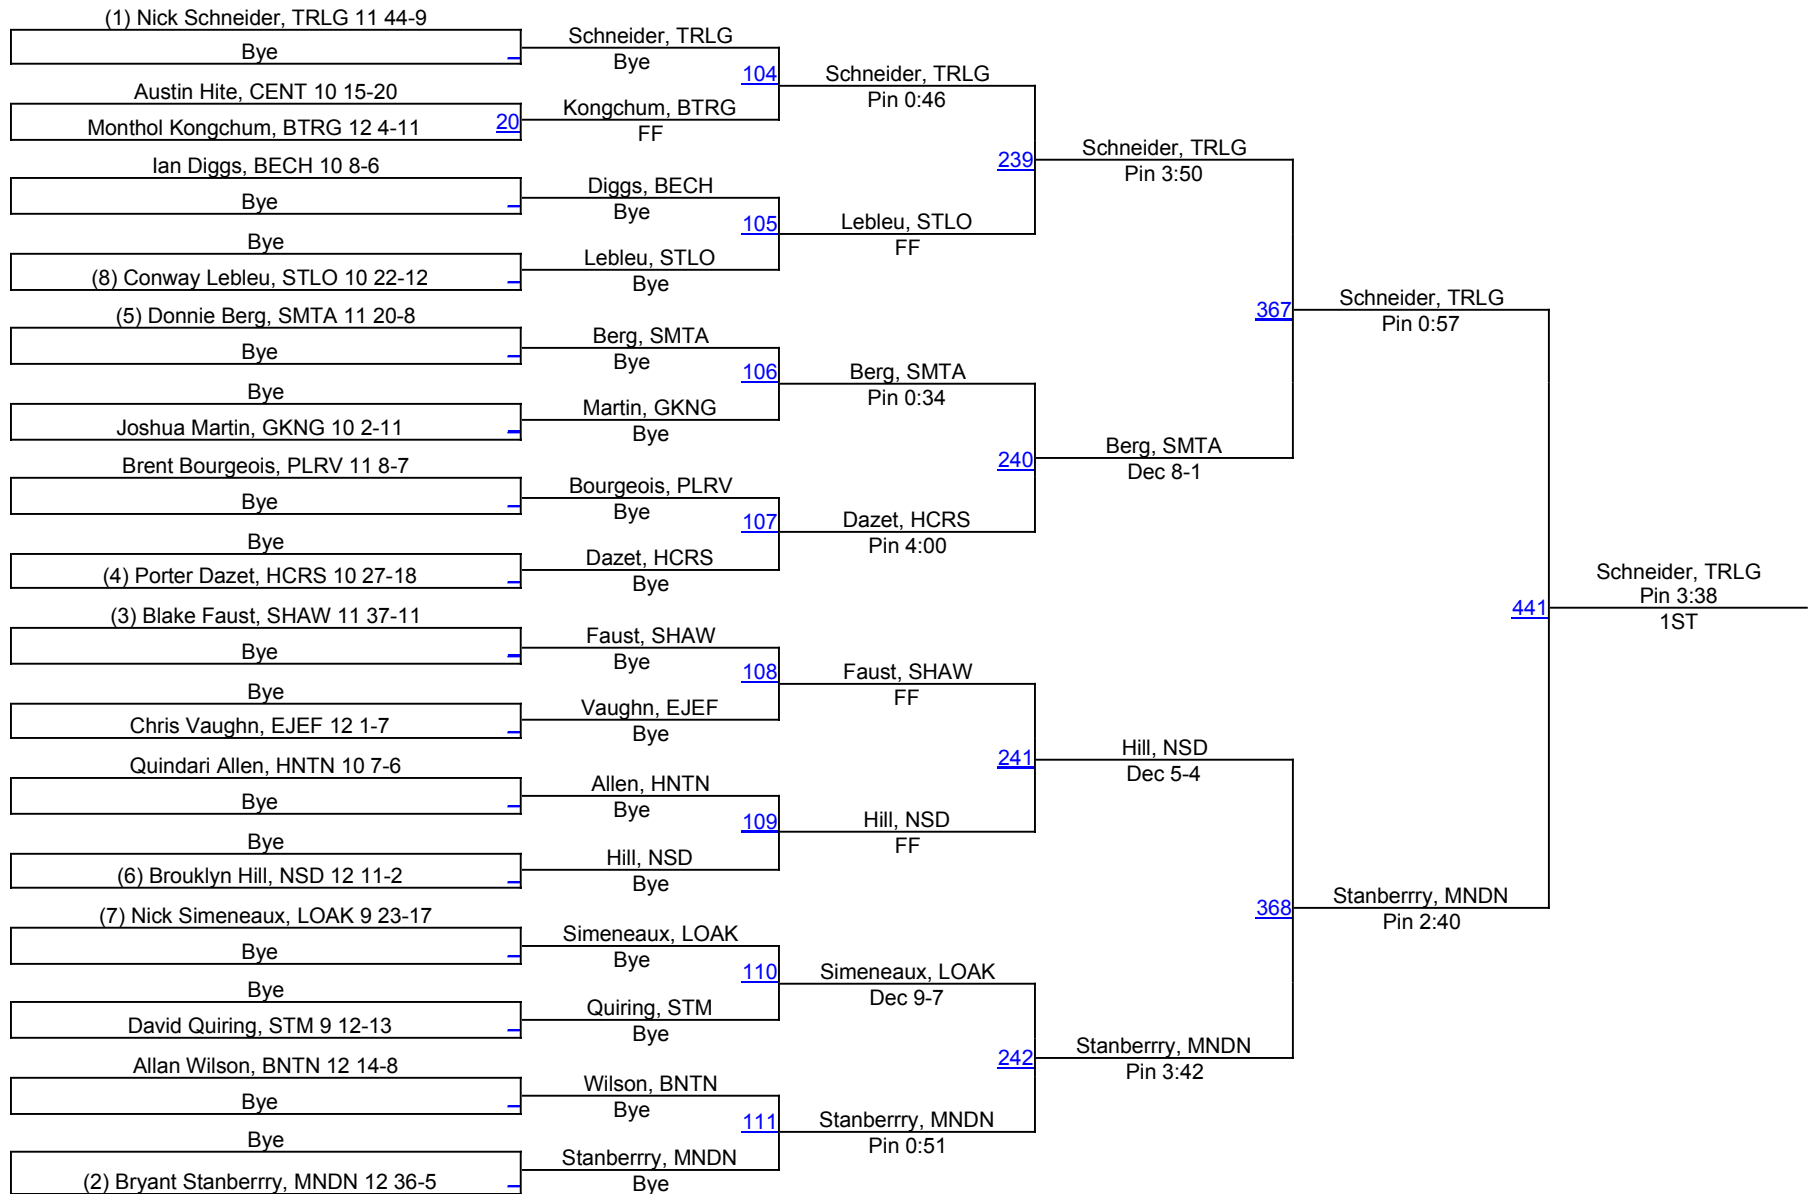 (1) Nick Schneider, TRLG 11 44-9
Bye
Austin Hite, CENT 10 15-20
Monthol Kongchum, BTRG 12 4-11
20
Ian Diggs, BECH 10 8-6
Bye
Bye
(8) Conway Lebleu, STLO 10 22-12
(5) Donnie Berg, SMTA 11 20-8
Bye
Bye
Joshua Martin, GKNG 10 2-11
Brent Bourgeois, PLRV 11 8-7
Bye
Bye
(4) Porter Dazet, HCRS 10 27-18
(3) Blake Faust, SHAW 11 37-11
Bye
Bye
Chris Vaughn, EJEF 12 1-7
Quindari Allen, HNTN 10 7-6
Bye
Bye
(6) Brouklyn Hill, NSD 12 11-2
(7) Nick Simeneaux, LOAK 9 23-17
Bye
Bye
David Quiring, STM 9 12-13
Allan Wilson, BNTN 12 14-8
Bye
Bye
(2) Bryant Stanberrry, MNDN 12 36-5
Schneider, TRLG
Bye
104
Kongchum, BTRG
FF
Diggs, BECH
Bye
105
Lebleu, STLO
Bye
Berg, SMTA
Bye
106
Martin, GKNG
Bye
Bourgeois, PLRV
Bye
107
Dazet, HCRS
Bye
Faust, SHAW
Bye
108
Vaughn, EJEF
Bye
Allen, HNTN
Bye
109
Hill, NSD
Bye
Simeneaux, LOAK
Bye
110
Quiring, STM
Bye
Wilson, BNTN
Bye
111
Stanberrry, MNDN
Bye
Schneider, TRLG
Pin 0:46
239
Lebleu, STLO
FF
Berg, SMTA
Pin 0:34
240
Dazet, HCRS
Pin 4:00
Faust, SHAW
FF
241
Hill, NSD
FF
Simeneaux, LOAK
Dec 9-7
242
Stanberrry, MNDN
Pin 0:51
Schneider, TRLG
Pin 3:50
367
Berg, SMTA
Dec 8-1
Hill, NSD
Dec 5-4
368
Stanberrry, MNDN
Pin 3:42
Schneider, TRLG
Pin 0:57
441
Stanberrry, MNDN
Pin 2:40
Schneider, TRLG
Pin 3:38
1ST